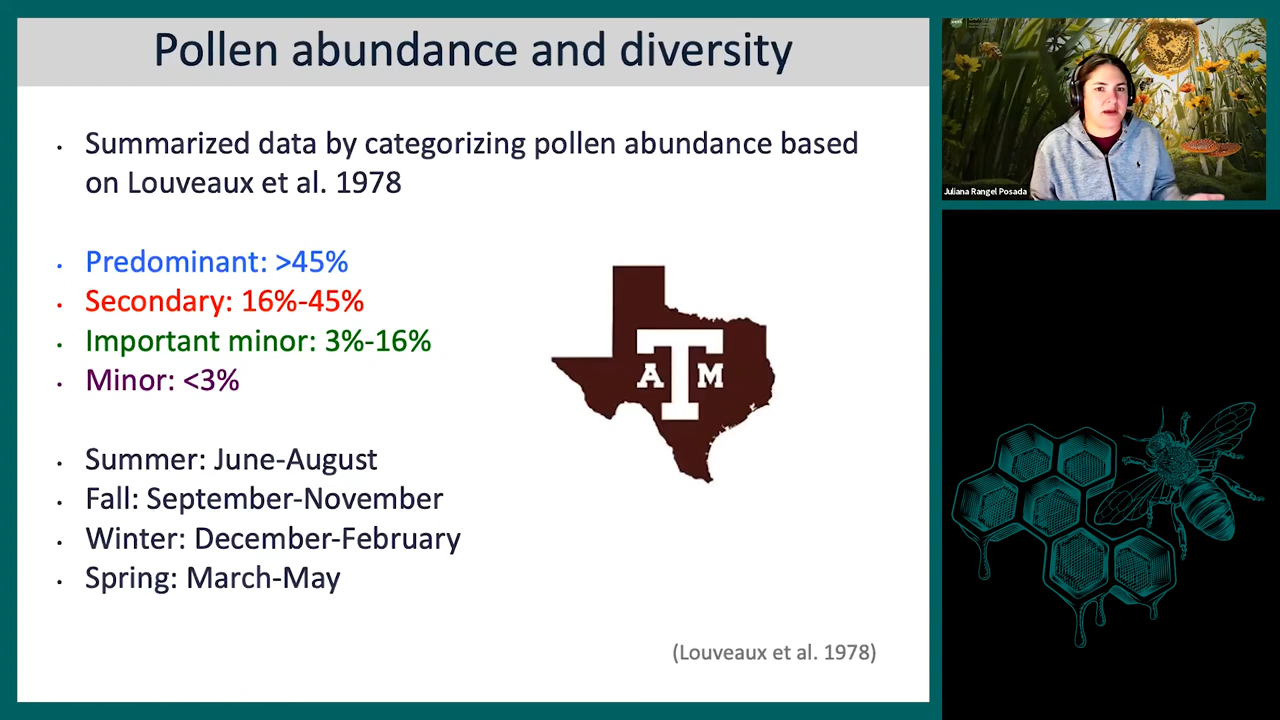 Pollen abundance and diversity
• Summarized data by categorizing pollen abundance based
on Louveaux et al. 1978
• Predominant: >45%
• Secondary: 16%-45%
• Important minor: 3%-16%
• Minor: <3%
A T M
• Summer: June-August
• Fall: September-November
• Winter: December-February
• Spring: March-May
(Louveaux et al. 1978)
Juliana Rangel Posada